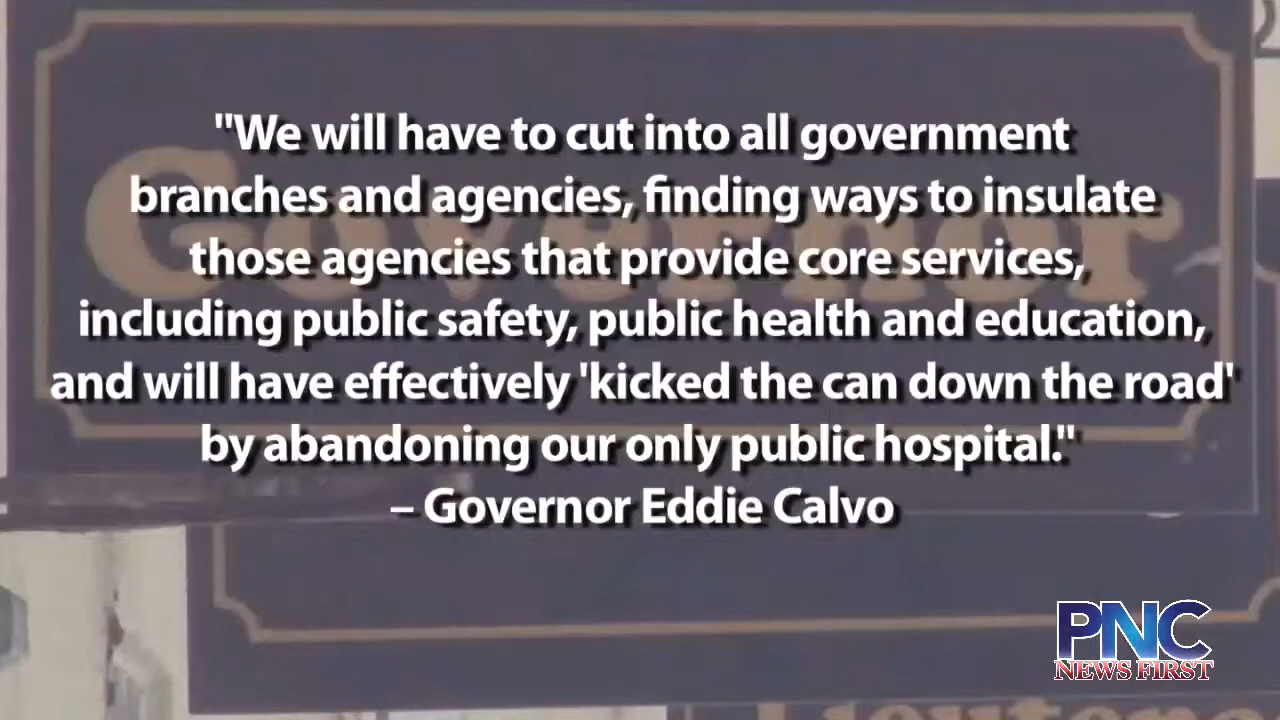 "We will have to cut into all government
branches and agencies, finding ways to insulate
those agencies that provide core services,
including public safety, public health and education,
and will have effectively 'kicked the can down the road'
by abandoning our only public hospital."
– Governor Eddie Calvo
Governor
PNC
NEWS FIRST
Lieutenant